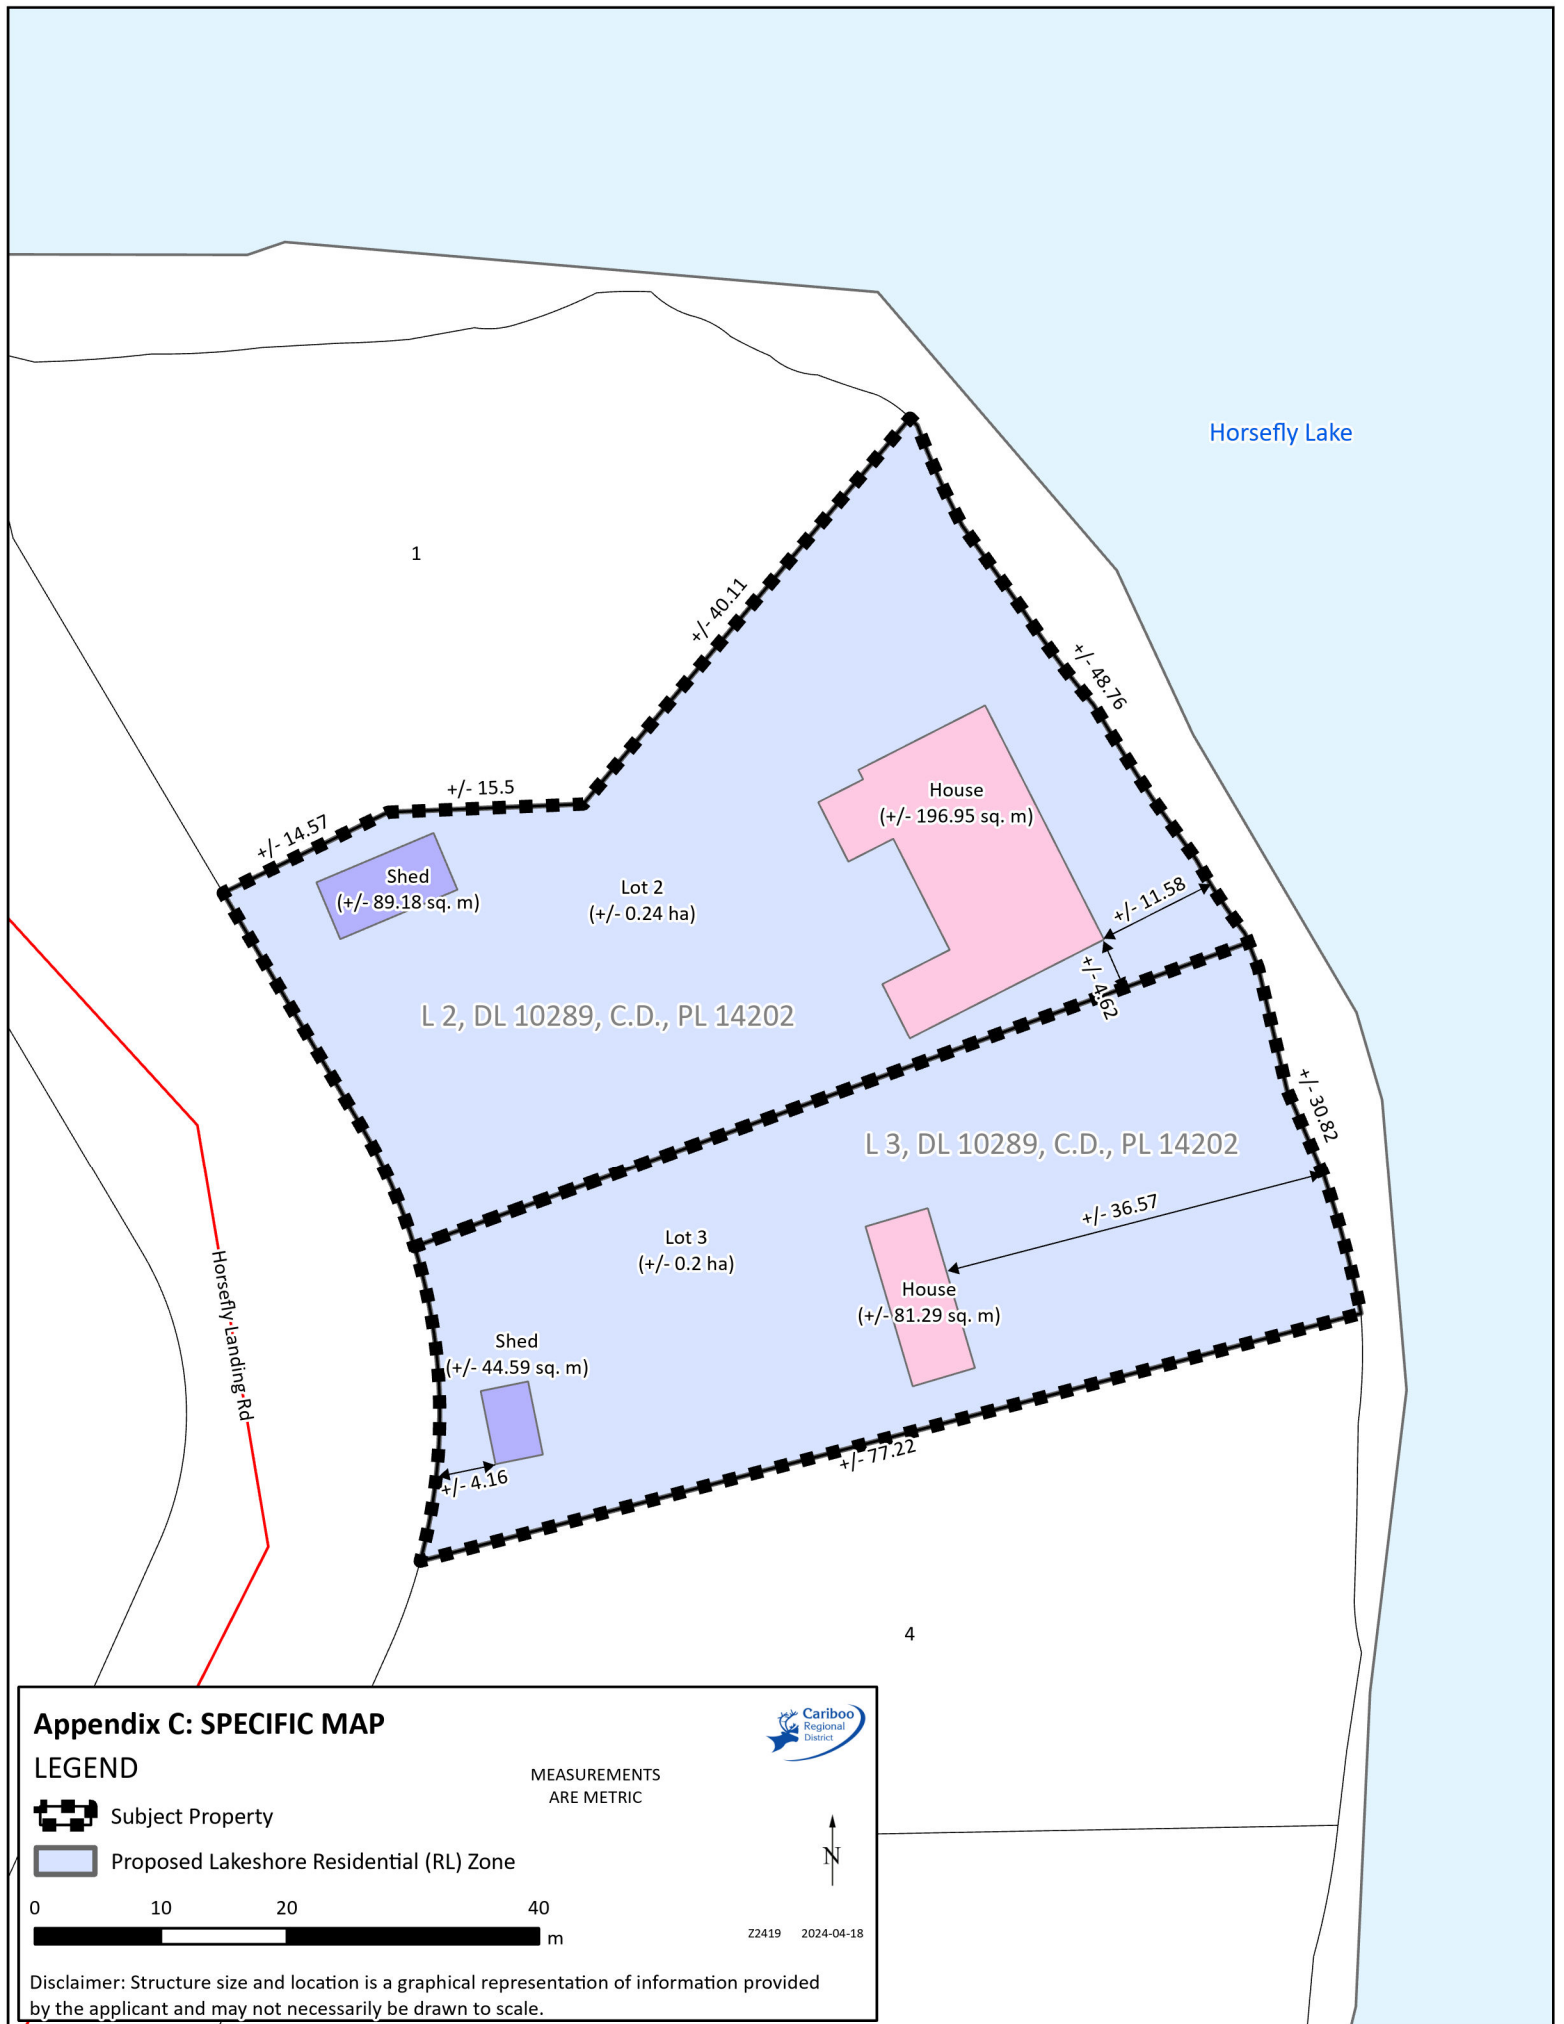 Horsefly Lake
1
+/- 40.11
+/- 48.76
+/- 15.5
+/- 14.57
House
(+/- 196.95 sq. m)
Shed
(+/- 89.18 sq. m)
Lot 2
(+/- 0.24 ha)
+/- 11.58
+/- 4.62
L 2, DL 10289, C.D., PL 14202
+/- 30.82
L 3, DL 10289, C.D., PL 14202
+/- 36.57
Lot 3
(+/- 0.2 ha)
House
(+/- 81.29 sq. m)
Horsefly Landing Rd
Shed
(+/- 44.59 sq. m)
+/- 77.22
+/- 4.16
4
Appendix C: SPECIFIC MAP
Cariboo
Regional
District
LEGEND
MEASUREMENTS
ARE METRIC
Subject Property
Proposed Lakeshore Residential (RL) Zone
N
0 10 20 40
m
Z2419 2024-04-18
Disclaimer: Structure size and location is a graphical representation of information provided
by the applicant and may not necessarily be drawn to scale.